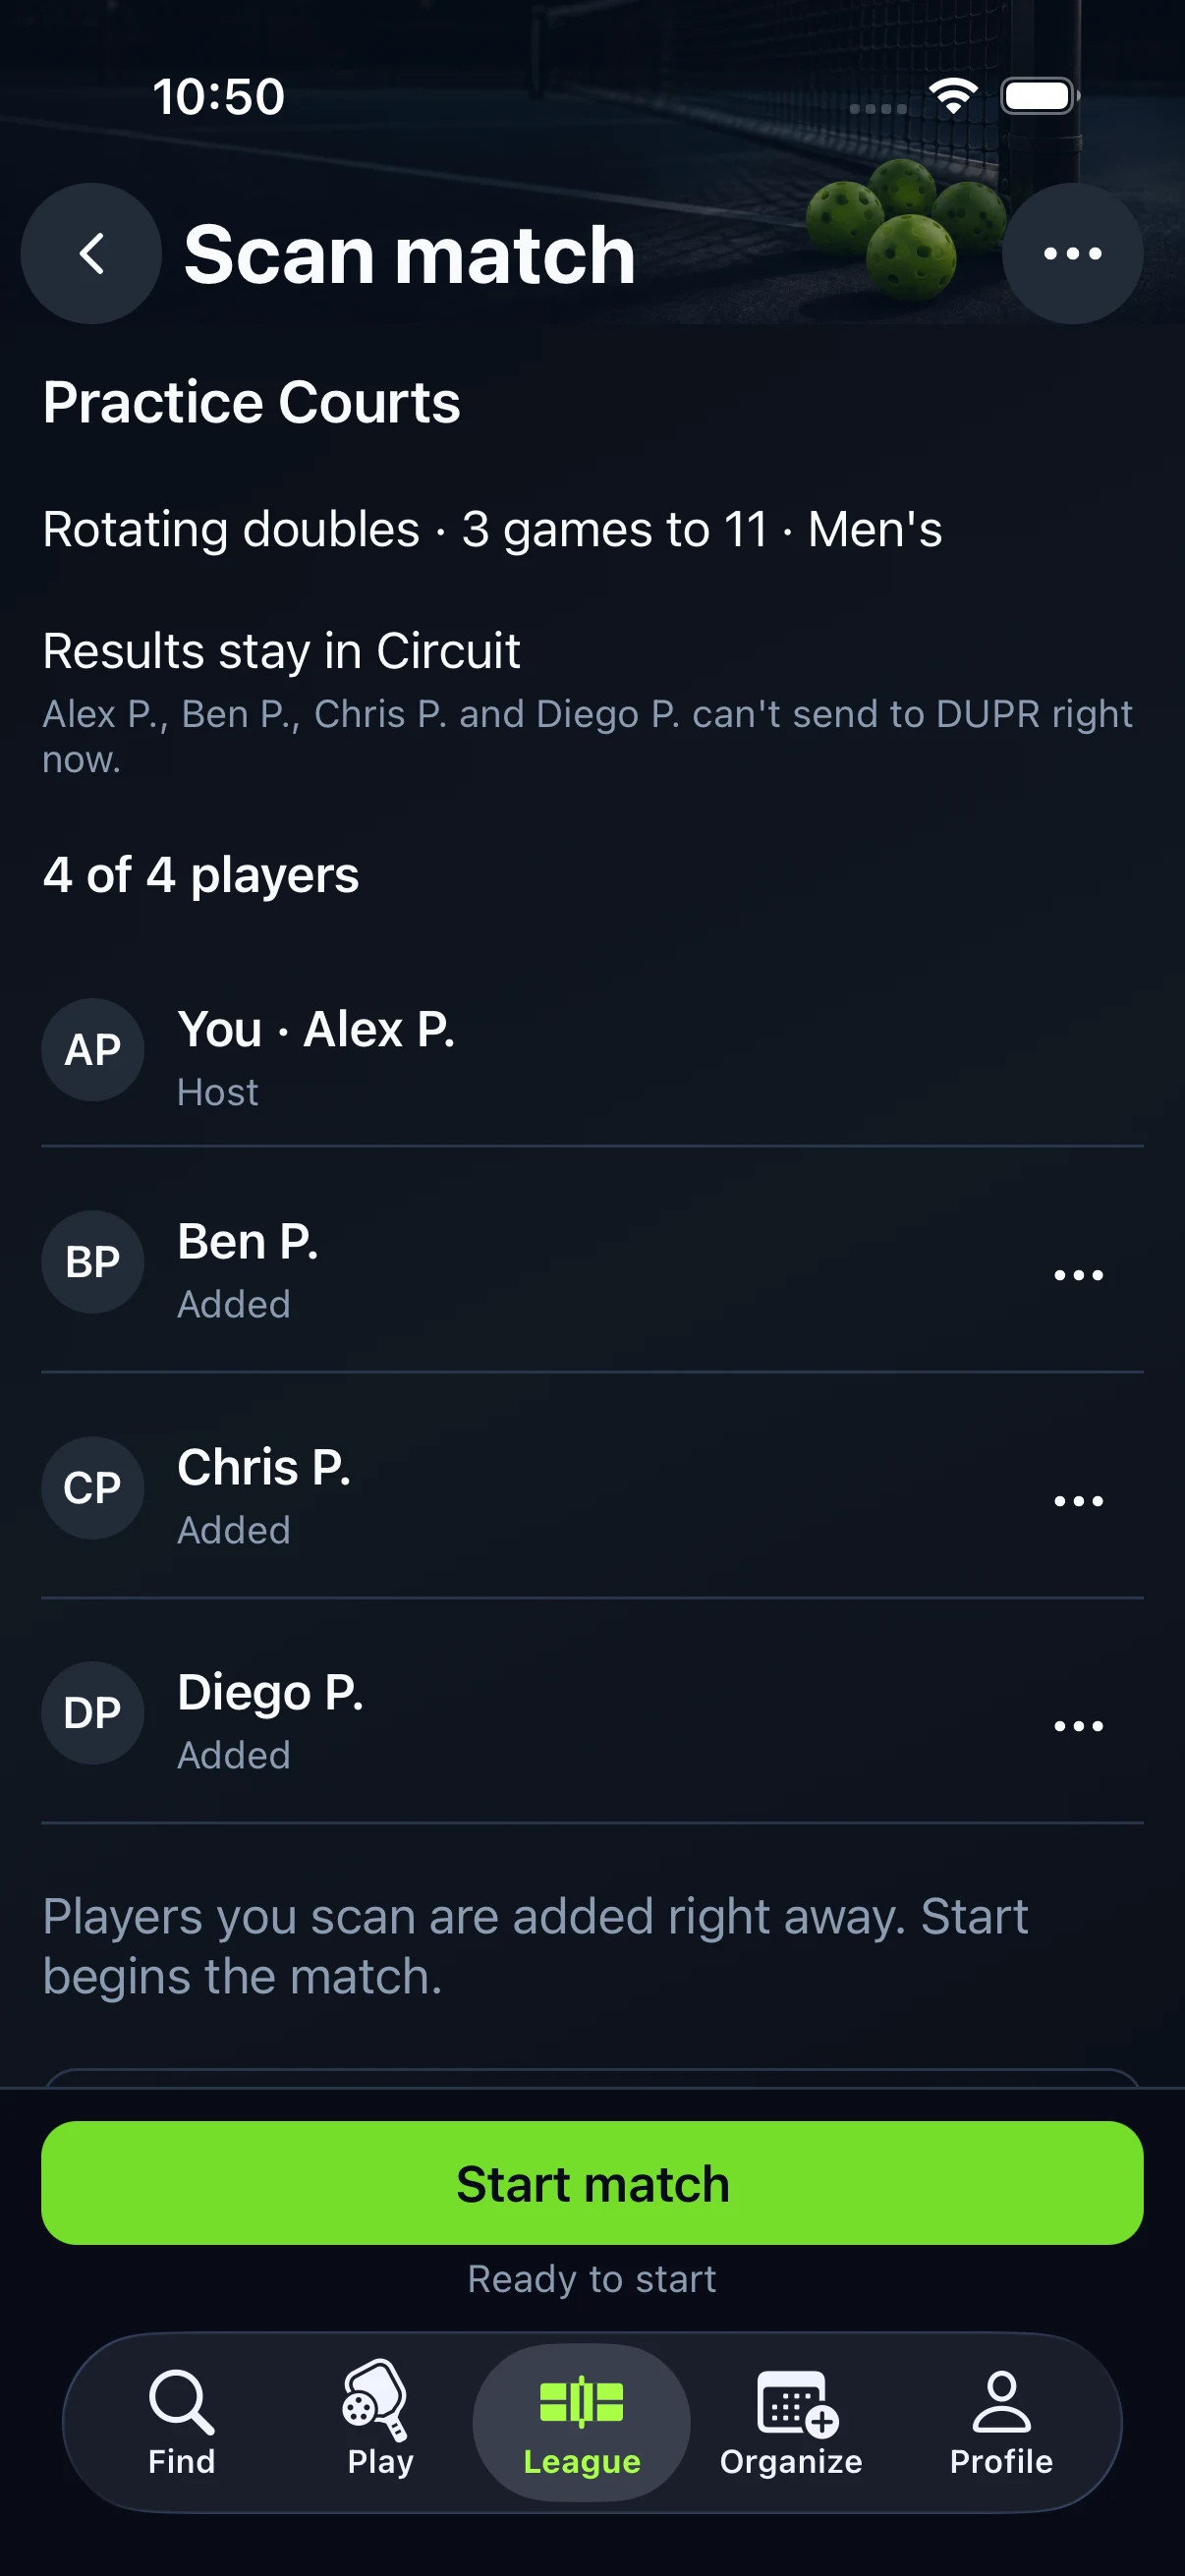 10:50
Scan match
Practice Courts
Rotating doubles · 3 games to 11 · Men's
Results stay in Circuit
Alex P., Ben P., Chris P. and Diego P. can't send to DUPR right
now.
4 of 4 players
AP
You · Alex P.
Host
BP
Ben P.
Added
CP
Chris P.
Added
DP
Diego P.
Added
Players you scan are added right away. Start
begins the match.
Start match
Ready to start
Find
Play
League
Organize
Profile